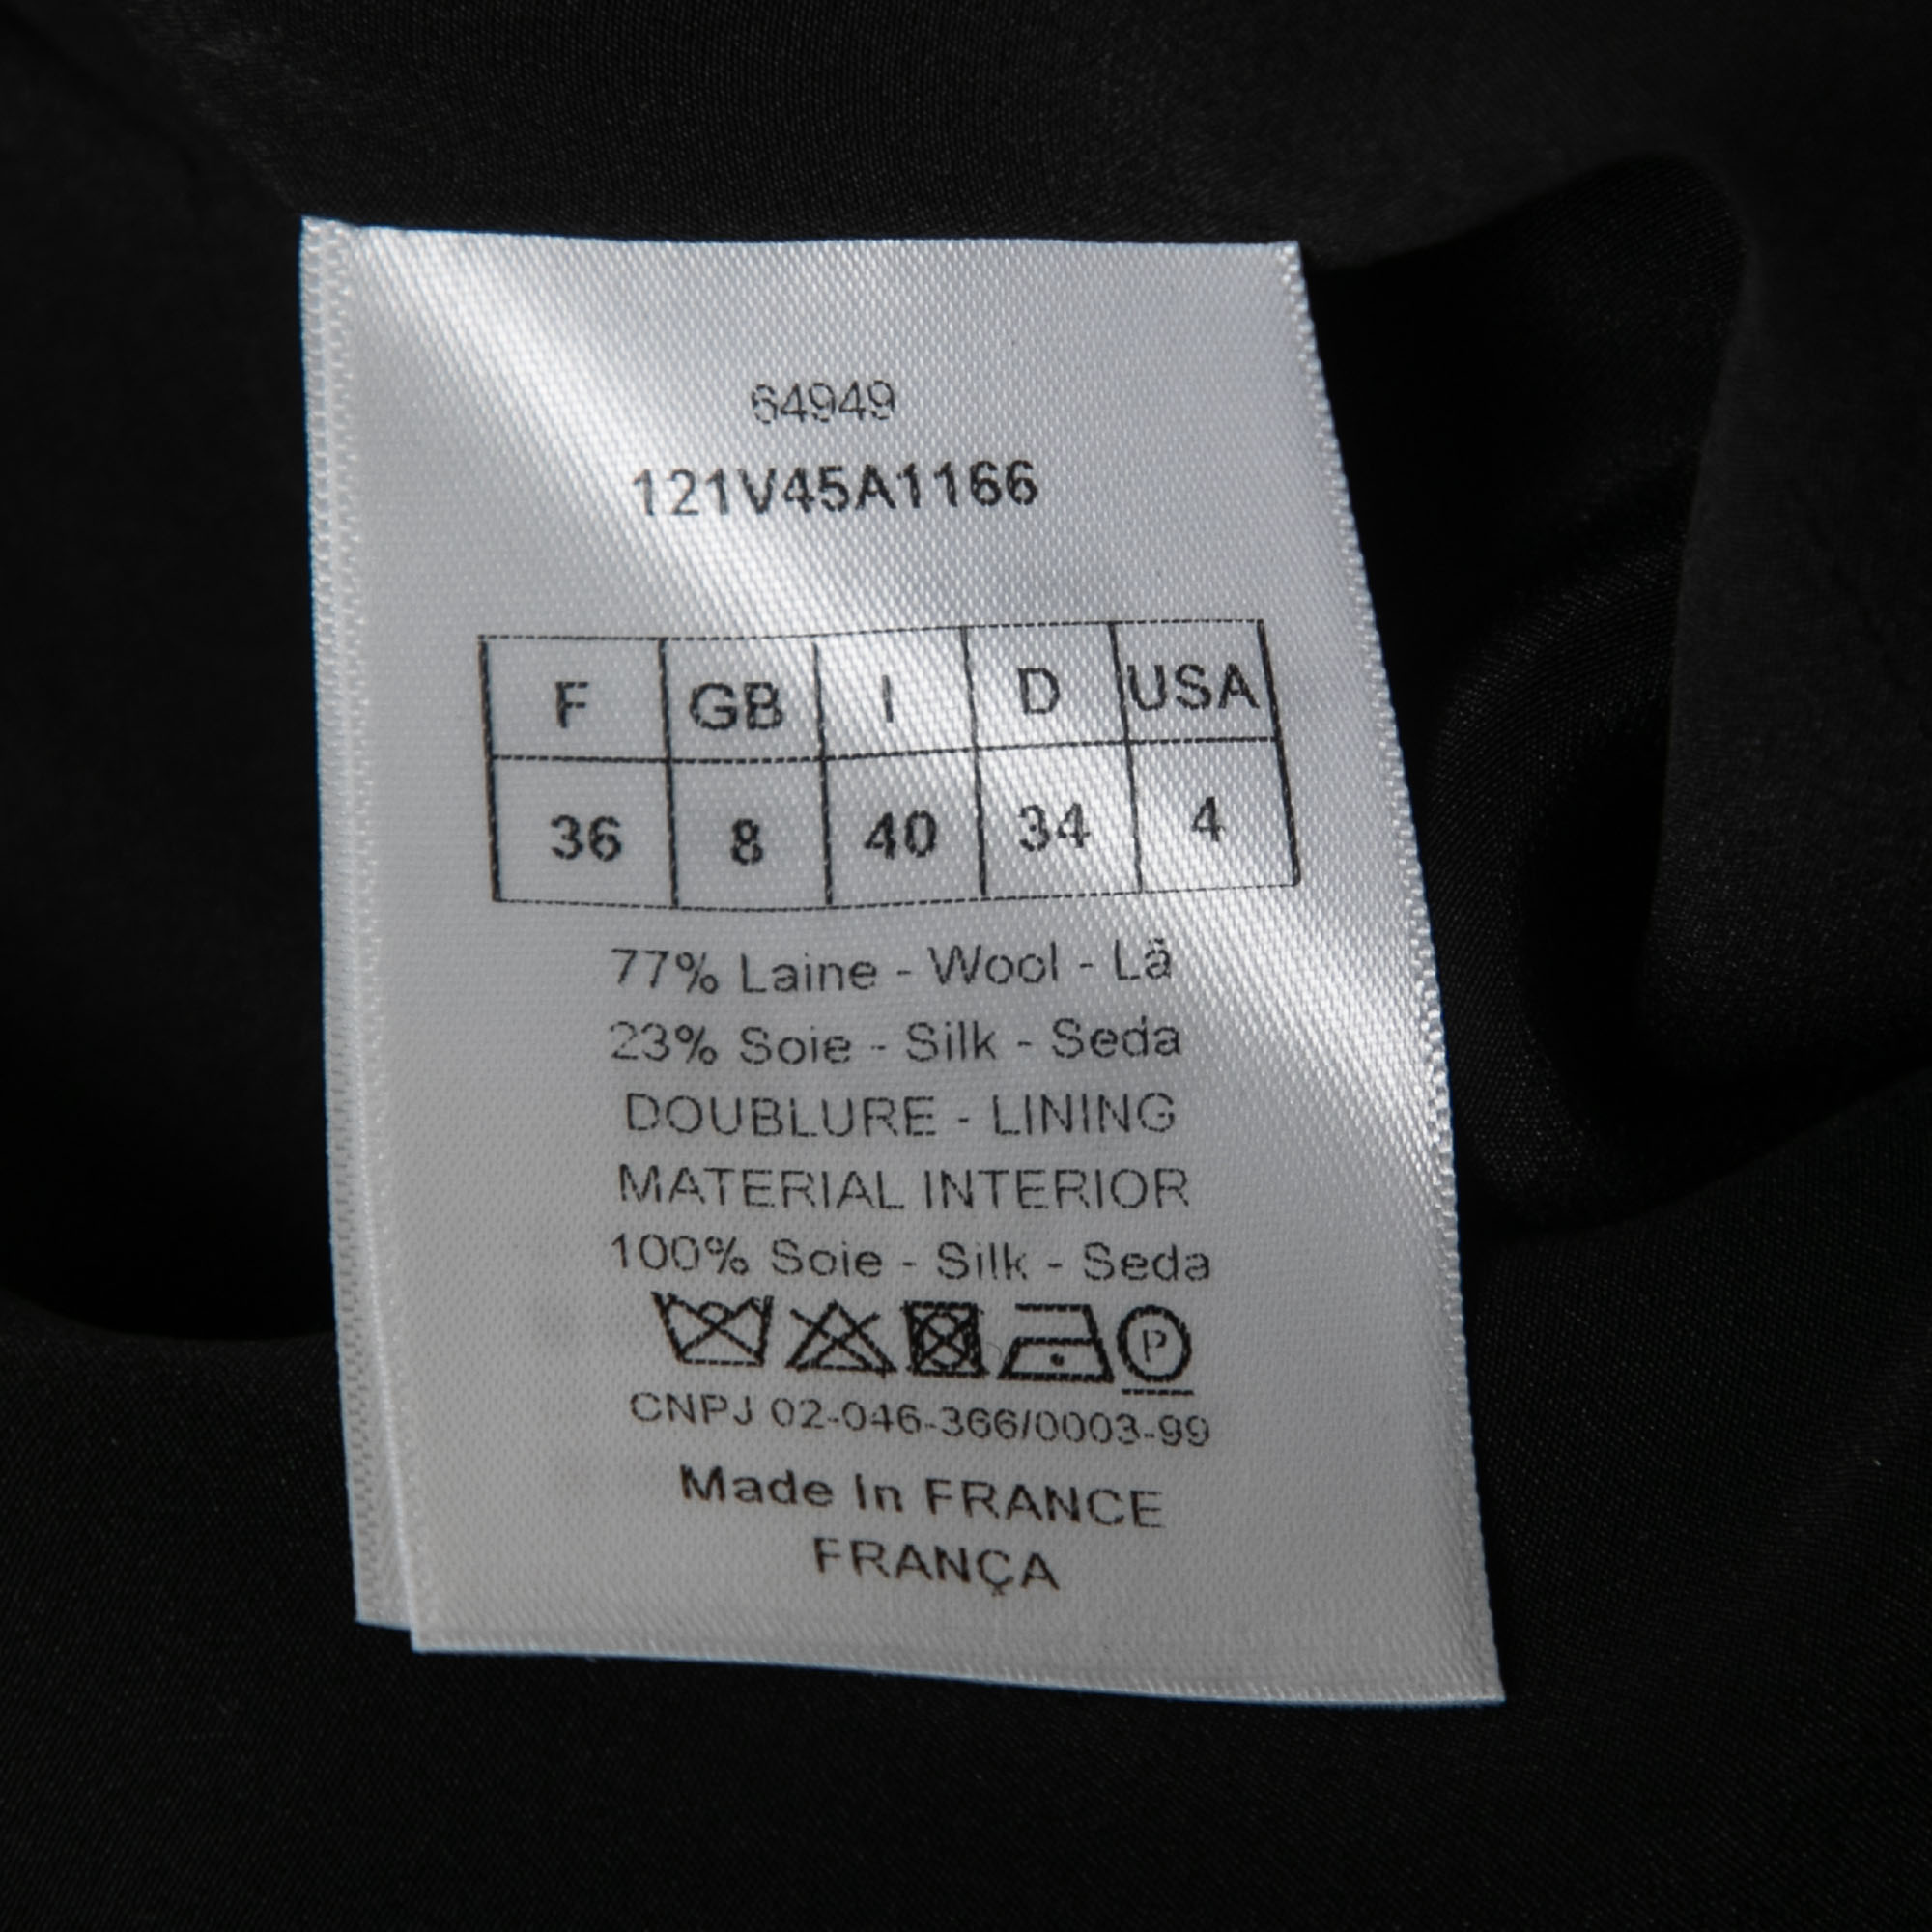 64949
121V45A1166
F GB I D USA
36 8 40 34 4
77% Laine - Wool - Lã
23% Soie - Silk - Seda
DOUBLURE - LINING
MATERIAL INTERIOR
100% Soie - Silk - Seda
P
CNPJ 02-046-366/0003-99
Made In FRANCE
FRANÇA